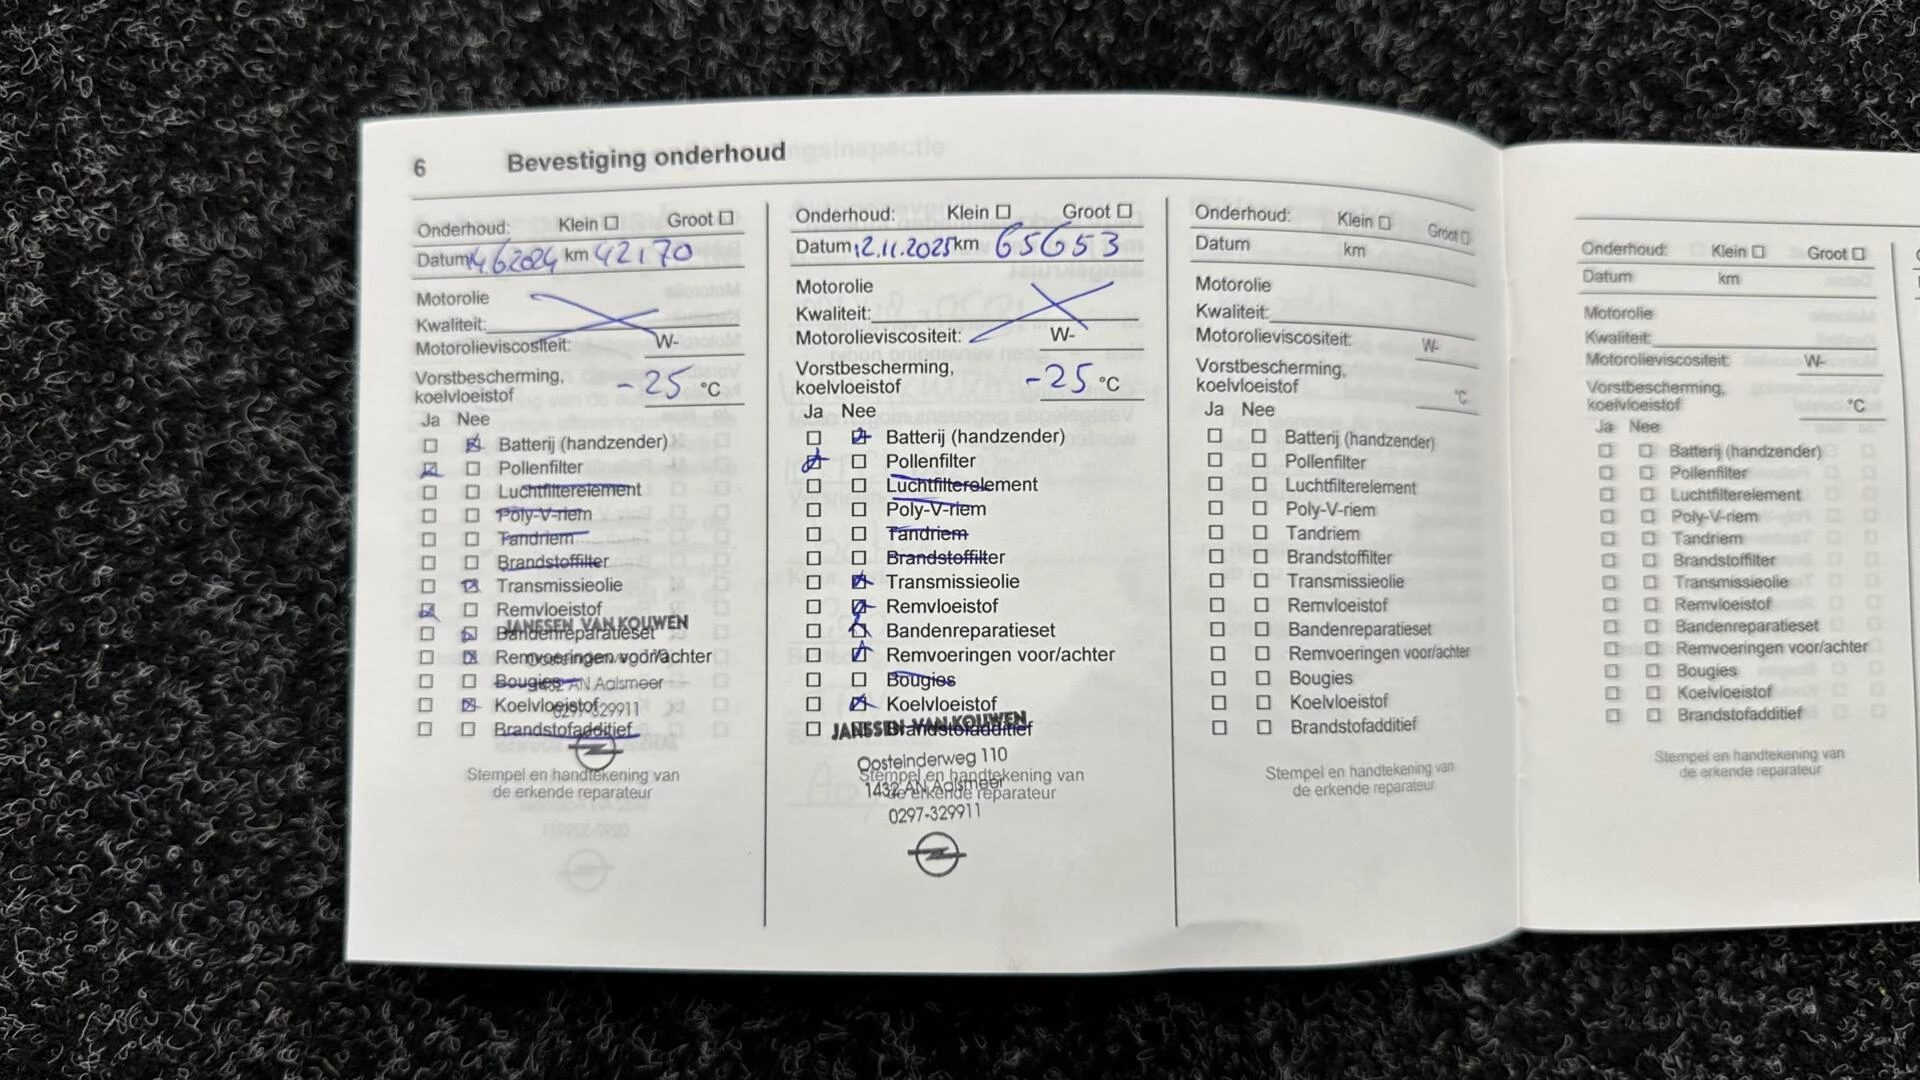 6 Bevestiging onderhoud
Onderhoud: Klein Groot
Datum 14.6.2024 km 42170
Motorolie
Kwaliteit:
Motorolieviscositeit: W-
Vorstbescherming,
koelvloeistof -25 °C
Ja Nee
Batterij (handzender)
Pollenfilter
Luchtfilterelement
Poly-V-riem
Tandriem
Brandstoffilter
Transmissieolie
Remvloeistof
JANSSEN VAN KOUWEN
Bandenreparatieset
Remvoeringen voor/achter
Bougies
1432 AN Aalsmeer
Koelvloeistof
0297-329911
Brandstofadditief
Stempel en handtekening van
de erkende reparateur
Onderhoud: Klein Groot
Datum 12.11.2025 km 65653
Motorolie
Kwaliteit:
Motorolieviscositeit: W-
Vorstbescherming,
koelvloeistof -25 °C
Ja Nee
Batterij (handzender)
Pollenfilter
Luchtfilterelement
Poly-V-riem
Tandriem
Brandstoffilter
Transmissieolie
Remvloeistof
Bandenreparatieset
Remvoeringen voor/achter
Bougies
Koelvloeistof
Brandstofadditief
JANSSEN VAN KOUWEN
Oosteinderweg 110
Stempel en handtekening van
1432 AN Aalsmeer
de erkende reparateur
0297-329911
Onderhoud: Klein Groot
Datum km
Motorolie
Kwaliteit:
Motorolieviscositeit: W-
Vorstbescherming,
koelvloeistof °C
Ja Nee
Batterij (handzender)
Pollenfilter
Luchtfilterelement
Poly-V-riem
Tandriem
Brandstoffilter
Transmissieolie
Remvloeistof
Bandenreparatieset
Remvoeringen voor/achter
Bougies
Koelvloeistof
Brandstofadditief
Stempel en handtekening van
de erkende reparateur
Onderhoud: Klein Groot
Datum km
Motorolie
Kwaliteit:
Motorolieviscositeit: W-
Vorstbescherming,
koelvloeistof °C
Ja Nee
Batterij (handzender)
Pollenfilter
Luchtfilterelement
Poly-V-riem
Tandriem
Brandstoffilter
Transmissieolie
Remvloeistof
Bandenreparatieset
Remvoeringen voor/achter
Bougies
Koelvloeistof
Brandstofadditief
Stempel en handtekening van
de erkende reparateur